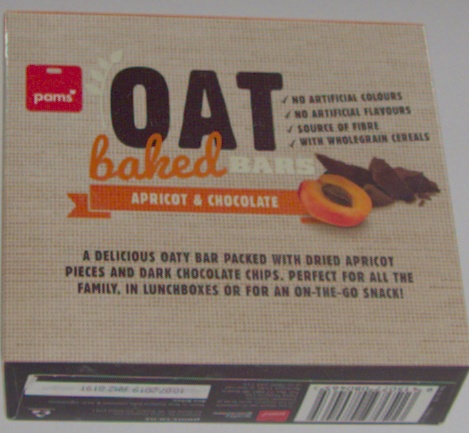 pams
OAT
baked BARS
✓ NO ARTIFICIAL COLOURS
✓ NO ARTIFICIAL FLAVOURS
✓ SOURCE OF FIBRE
✓ WITH WHOLEGRAIN CEREALS
APRICOT & CHOCOLATE
A DELICIOUS OATY BAR PACKED WITH DRIED APRICOT
PIECES AND DARK CHOCOLATE CHIPS. PERFECT FOR ALL THE
FAMILY, IN LUNCHBOXES OR FOR AN ON-THE-GO SNACK!
pams